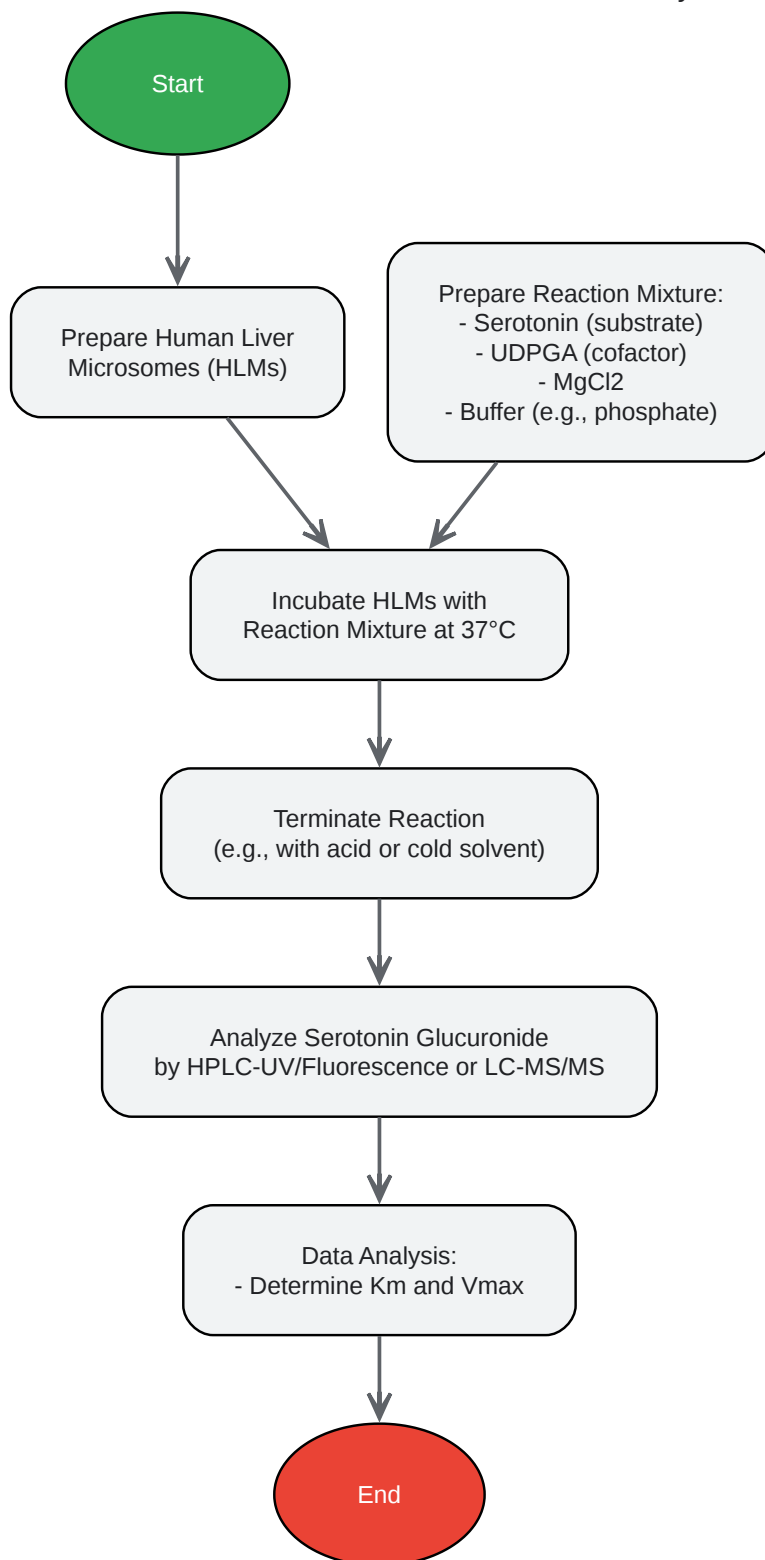 Start
Prepare Human Liver
Microsomes (HLMs)
Prepare Reaction Mixture:
- Serotonin (substrate)
- UDPGA (cofactor)
- MgCl2
- Buffer (e.g., phosphate)
Incubate HLMs with
Reaction Mixture at 37°C
Terminate Reaction
(e.g., with acid or cold solvent)
Analyze Serotonin Glucuronide
by HPLC-UV/Fluorescence or LC-MS/MS
Data Analysis:
- Determine Km and Vmax
End